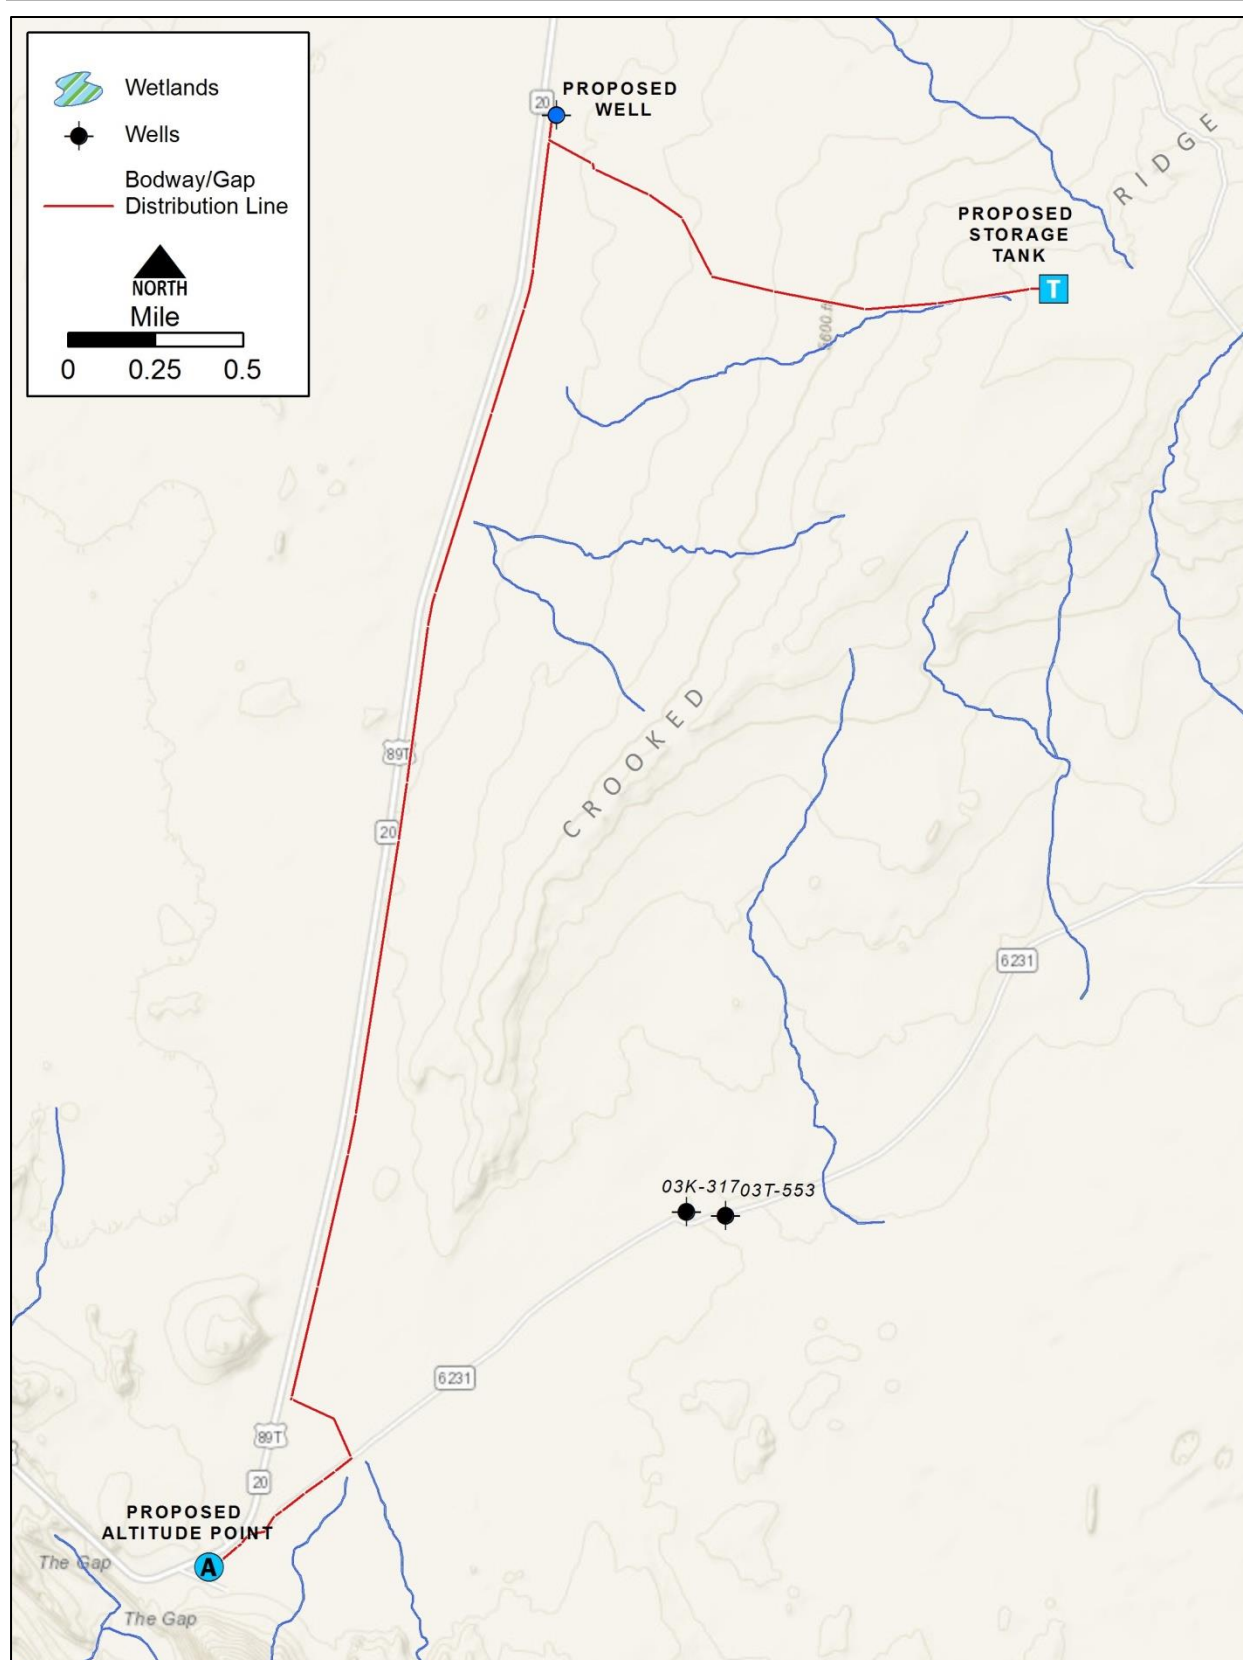 Wetlands
Wells
Bodway/Gap
Distribution Line
NORTH
Mile
0 0.25 0.5
20
PROPOSED
WELL
RIDGE
PROPOSED
STORAGE
TANK
T
5600 ft
CROOKED
89T
20
6231
03K-317
03T-553
6231
89T
20
PROPOSED
ALTITUDE POINT
A
The Gap
The Gap